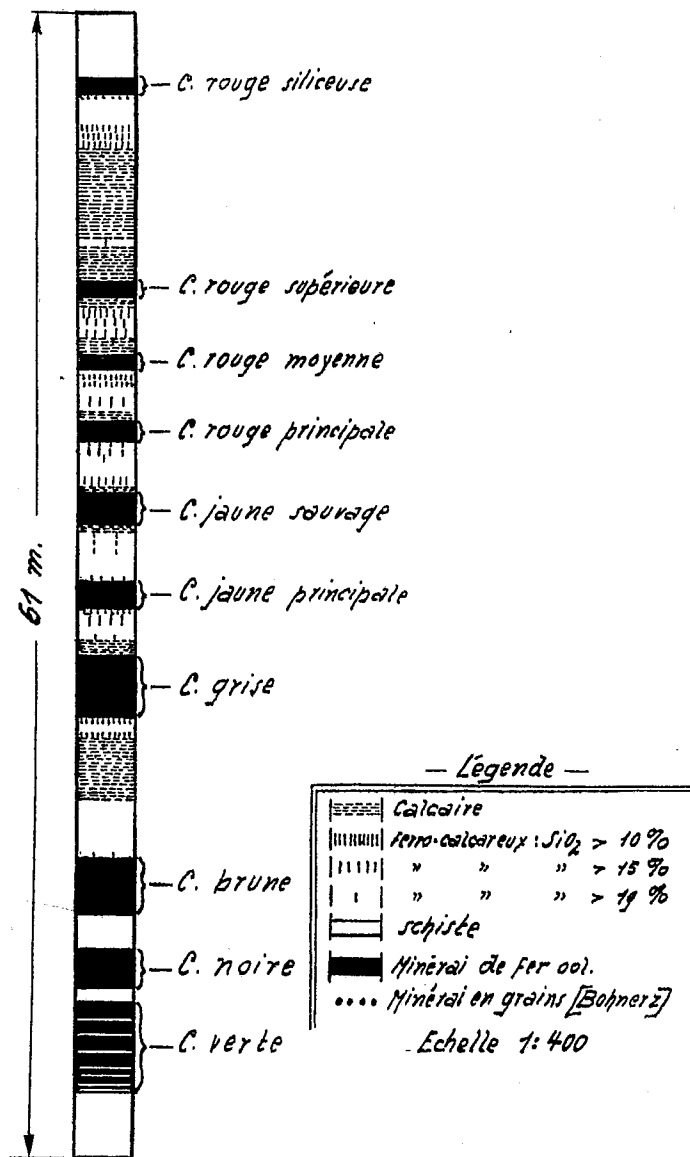 C. rouge siliceuse
C. rouge supérieure
C. rouge moyenne
C. rouge principale
C. jaune sauvage
C. jaune principale
61 m.
C. grise
— Légende —
Calcaire
Ferro-calcareux : SiO₂ > 10 %
" " " > 15 %
" " " > 19 %
schiste
Minérai de fer ool.
Minérai en grains [Bohnerz]
Echelle 1:400
C. brune
C. noire
C. verte